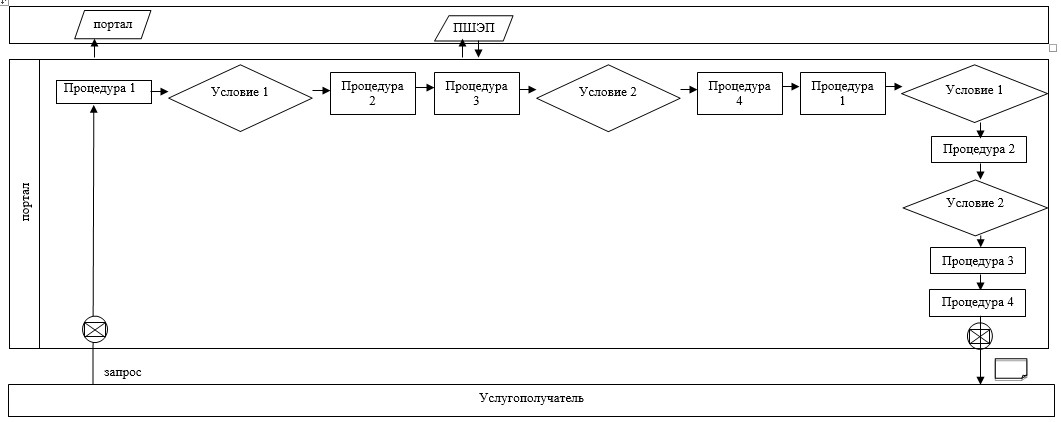 портал
ПШЭП
портал
Процедура 1
Условие 1
Процедура
2
Процедура
3
Условие 2
Процедура
4
Процедура
1
Условие 1
Процедура 2
Условие 2
Процедура 3
Процедура 4
запрос
Услугополучатель